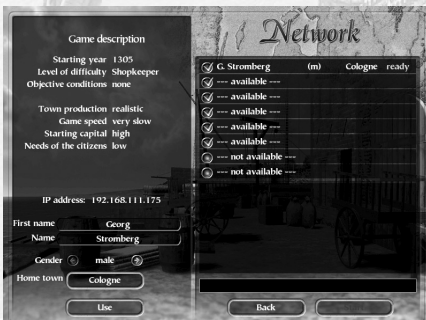 Game description
Starting year 1305
Level of difficulty Shopkeeper
Objective conditions none
Town production realistic
Game speed very slow
Starting capital high
Needs of the citizens low
IP address: 192.168.111.175
First name Georg
Name Stromberg
Gender male
Home town Cologne
Use
Network
G. Stromberg (m) Cologne ready
--- available ---
--- available ---
--- available ---
--- available ---
--- available ---
--- not available ---
--- not available ---
Back